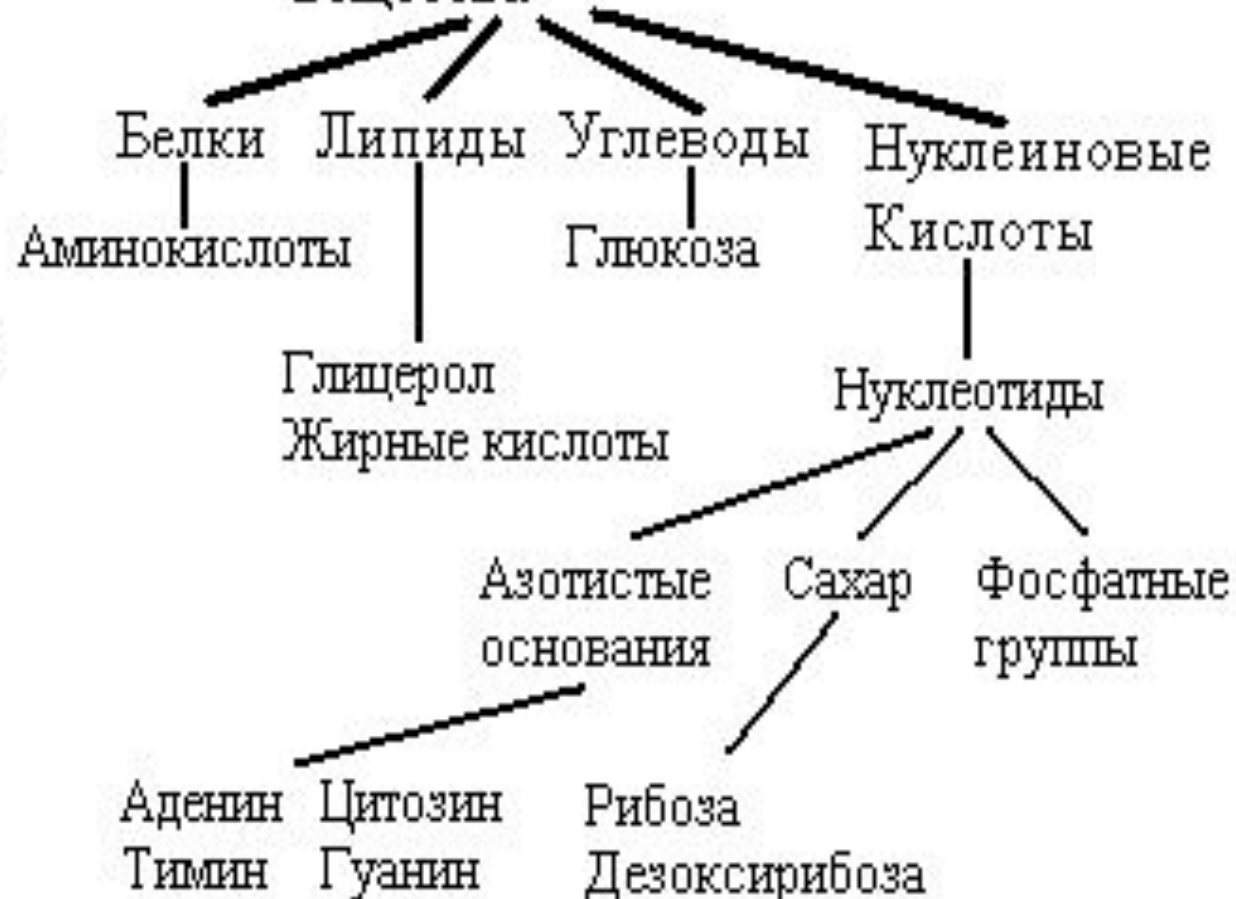 Белки Липиды Углеводы Нуклеиновые
Кислоты
Аминокислоты Глюкоза
Глицерол
Жирные кислоты
Нуклеотиды
Азотистые
основания
Сахар
Фосфатные
группы
Аденин Цитозин
Тимин Гуанин
Рибоза
Дезоксирибоза